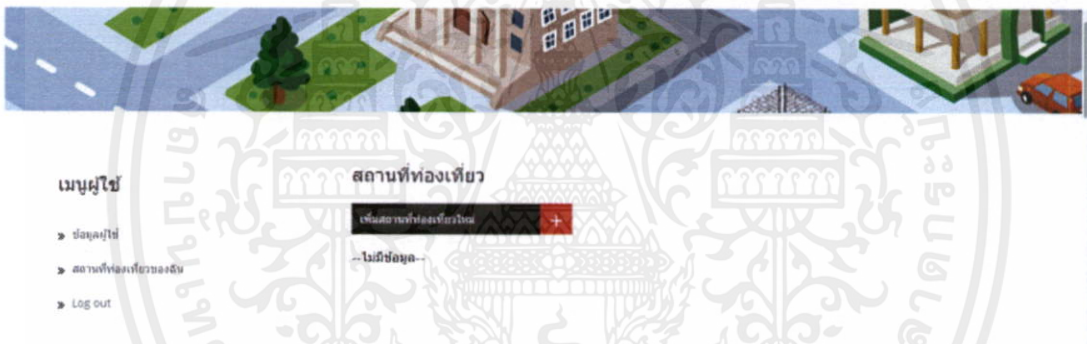 เมนูผู้ใช้
ข้อมูลผู้ใช้
สถานที่ท่องเที่ยวของฉัน
Log out
สถานที่ท่องเที่ยว
เพิ่มสถานที่ท่องเที่ยวใหม่ +
--ไม่มีข้อมูล--